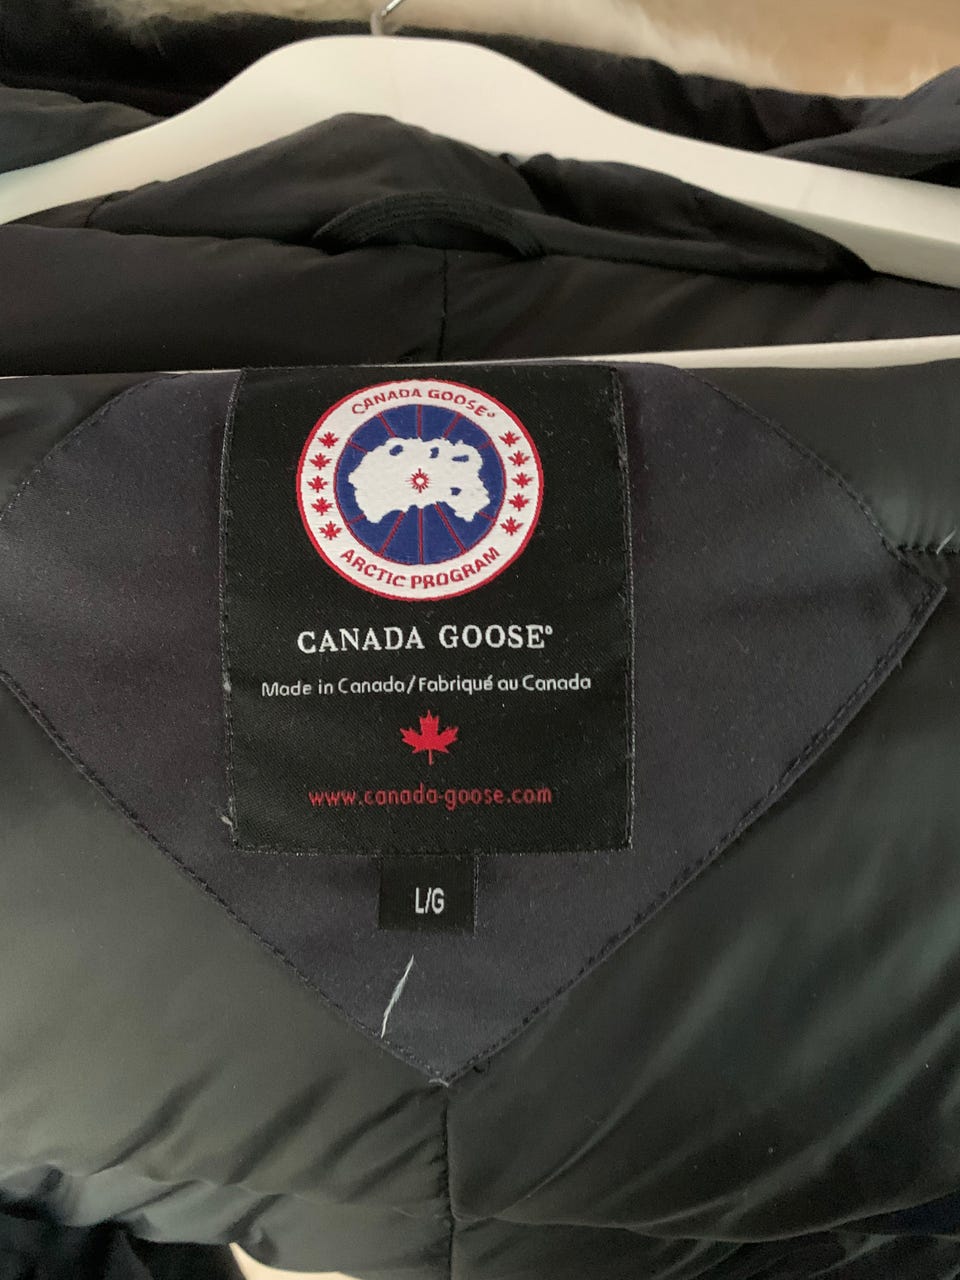 CANADA GOOSE®
ARCTIC PROGRAM
CANADA GOOSE®
Made in Canada/Fabriqué au Canada
www.canada-goose.com
L/G